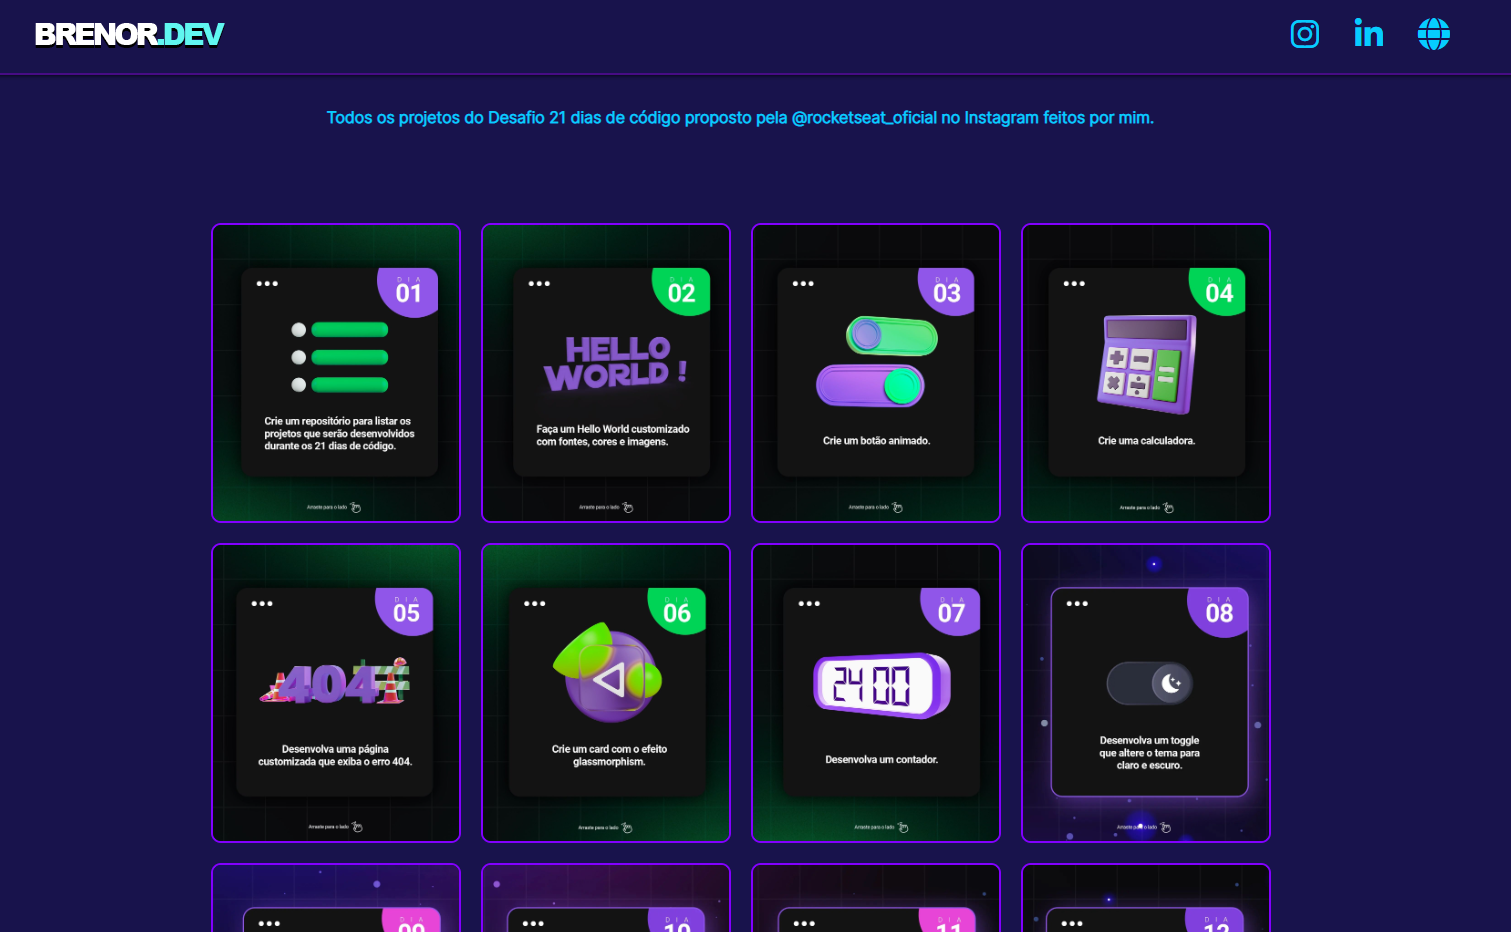 BRENOR.DEV
Todos os projetos do Desafio 21 dias de código proposto pela @rocketseat_oficial no Instagram feitos por mim.
DIA
01
Crie um repositório para listar os
projetos que serão desenvolvidos
durante os 21 dias de código.
Arraste para o lado
DIA
02
HELLO
WORLD !
Faça um Hello World customizado
com fontes, cores e imagens.
Arraste para o lado
DIA
03
Crie um botão animado.
Arraste para o lado
DIA
04
Crie uma calculadora.
Arraste para o lado
DIA
05
404
Desenvolva uma página
customizada que exiba o erro 404.
Arraste para o lado
DIA
06
Crie um card com o efeito
glassmorphism.
Arraste para o lado
DIA
07
24 00
Desenvolva um contador.
Arraste para o lado
DIA
08
Desenvolva um toggle
que altere o tema para
claro e escuro.
Arraste para o lado
DIA
09
DIA
10
DIA
11
DIA
12